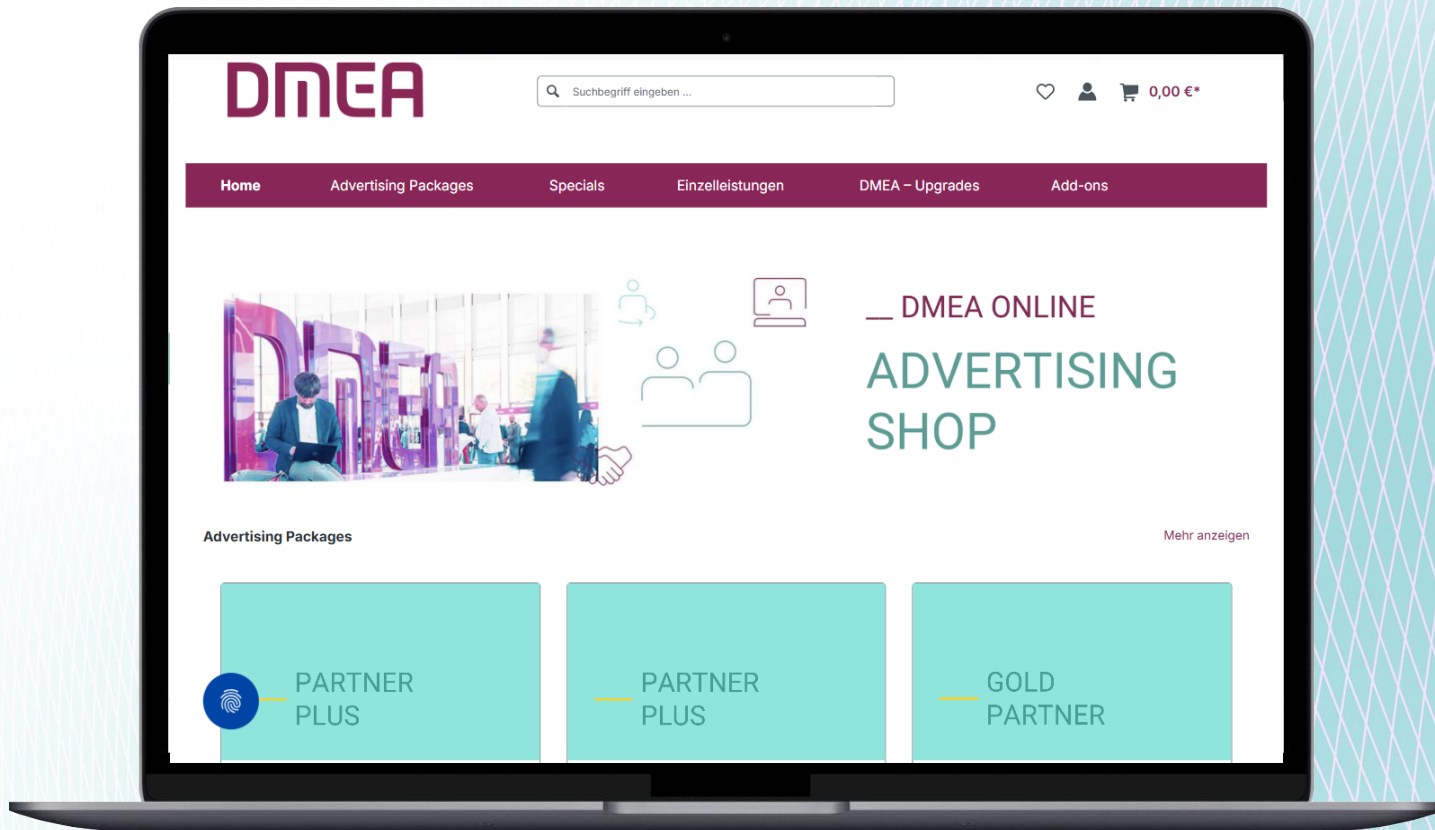 DMEA
Suchbegriff eingeben ...
0,00 €*
Home Advertising Packages Specials Einzelleistungen DMEA – Upgrades Add-ons
DMEA
__ DMEA ONLINE
ADVERTISING
SHOP
Advertising Packages
Mehr anzeigen
PARTNER
PLUS
PARTNER
PLUS
GOLD
PARTNER